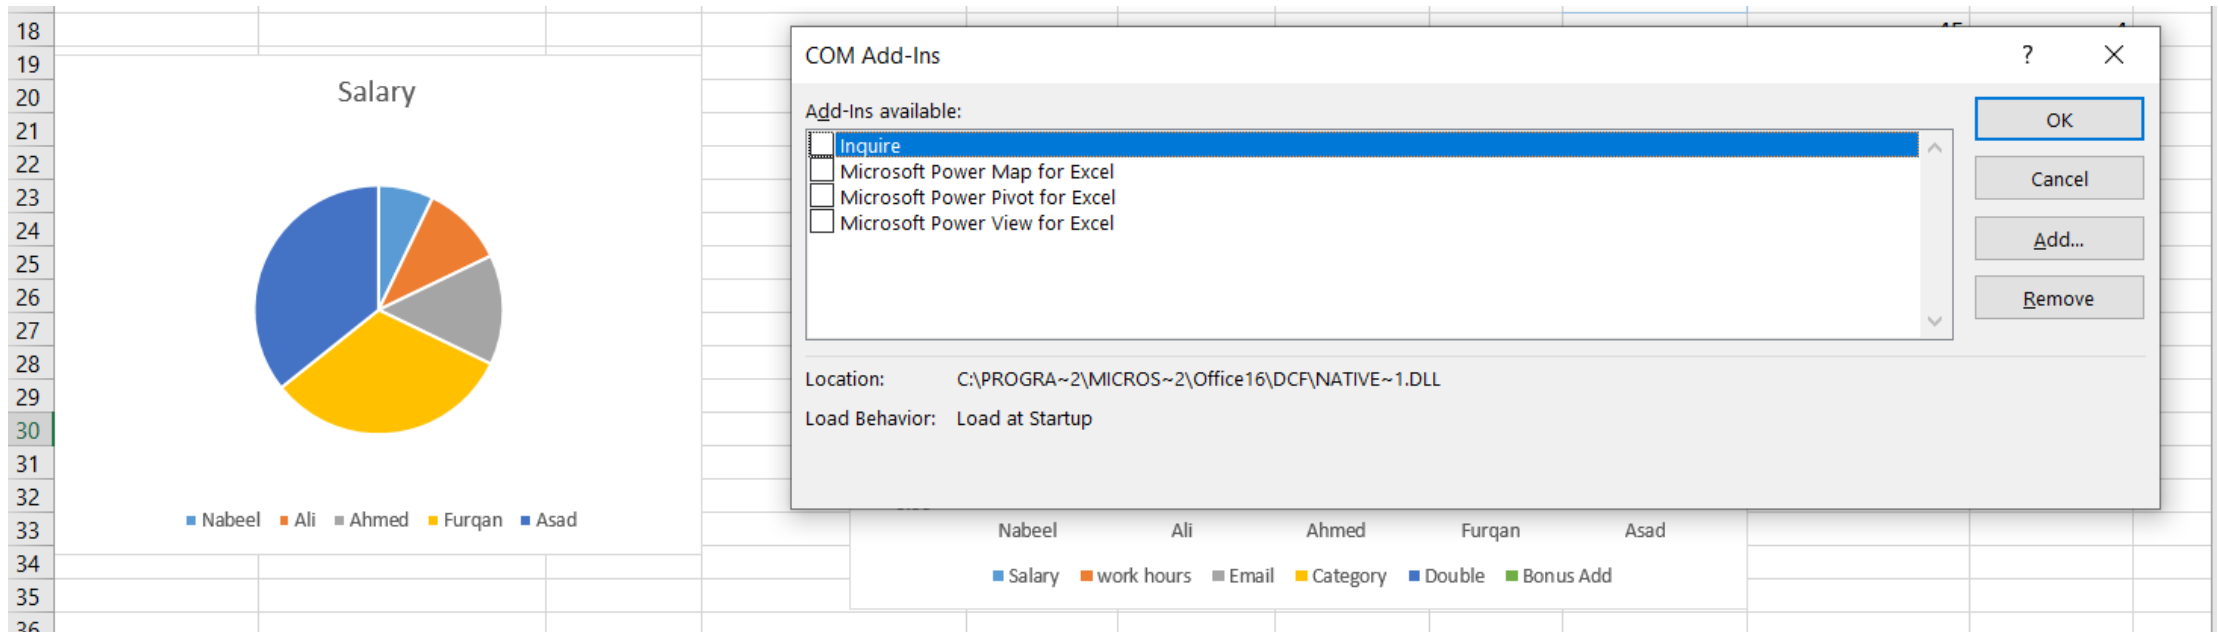 18
19
20
21
22
23
24
25
26
27
28
29
30
31
32
33
34
35
36
Salary
Nabeel Ali Ahmed Furqan Asad
COM Add-Ins ? ×
Add-Ins available:
Inquire
Microsoft Power Map for Excel
Microsoft Power Pivot for Excel
Microsoft Power View for Excel
OK
Cancel
Add...
Remove
Location: C:\PROGRA~2\MICROS~2\Office16\DCF\NATIVE~1.DLL
Load Behavior: Load at Startup
Nabeel Ali Ahmed Furqan Asad
Salary work hours Email Category Double Bonus Add